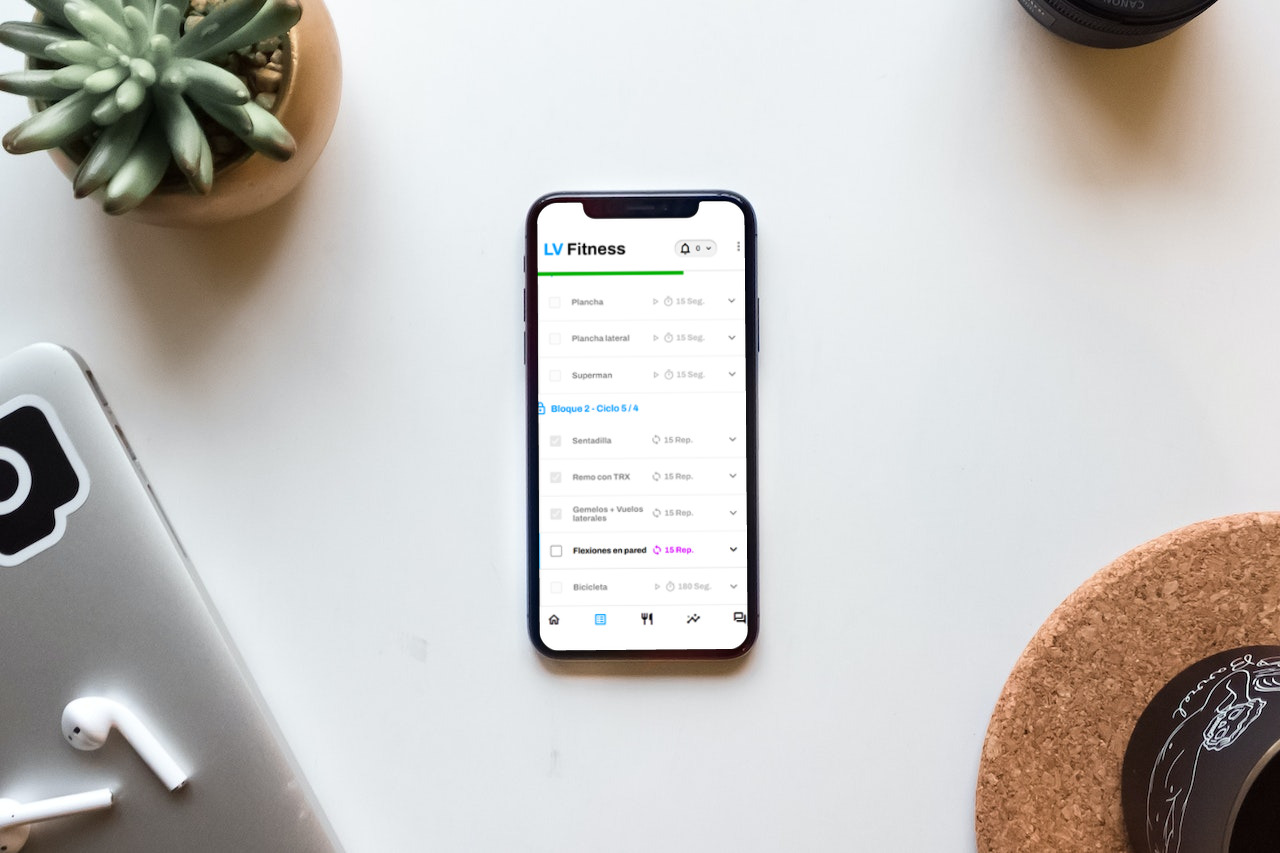 CANON
LV Fitness
0
Plancha 15 Seg.
Plancha lateral 15 Seg.
Superman 15 Seg.
Bloque 2 - Ciclo 5 / 4
Sentadilla 15 Rep.
Remo con TRX 15 Rep.
Gemelos + Vuelos
laterales 15 Rep.
Flexiones en pared 15 Rep.
Bicicleta 180 Seg.